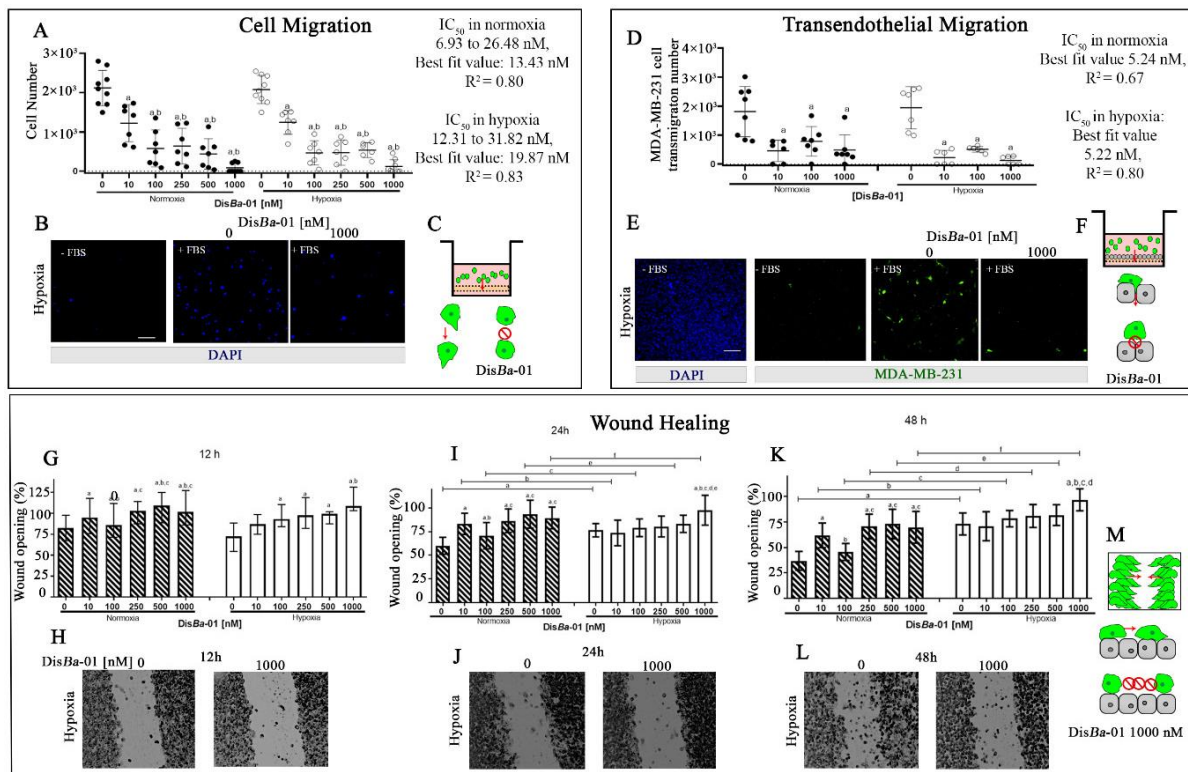 A
Cell Migration
IC50 in normoxia
6.93 to 26.48 nM,
Best fit value: 13.43 nM
R2 = 0.80
IC50 in hypoxia
12.31 to 31.82 nM,
Best fit value: 19.87 nM
R2 = 0.83
Cell Number
3×10³
2×10³
1×10³
0
a a,b a,b a,b a,b a a,b a,b a,b a,b
0 10 100 250 500 1000 0 10 100 250 500 1000
Normoxia DisBa-01 [nM] Hypoxia
B
DisBa-01 [nM]
0 1000
- FBS + FBS + FBS
Hypoxia
DAPI
C
DisBa-01
D
Transendothelial Migration
IC50 in normoxia
Best fit value 5.24 nM,
R2 = 0.67
IC50 in hypoxia:
Best fit value
5.22 nM,
R2 = 0.80
MDA-MB-231 cell
transmigraton number
4×10³
3×10³
2×10³
1×10³
0
a a a a a a
0 10 100 1000 0 10 100 1000
Normoxia [DisBa-01] Hypoxia
E
DisBa-01 [nM]
0 1000
- FBS - FBS + FBS + FBS
Hypoxia
DAPI MDA-MB-231
F
DisBa-01
Wound Healing
G
12 h
Wound opening (%)
125
100
75
50
25
0
a 0 a,c a,b,c a,b,c a a a a a,b
0 10 100 250 500 1000 0 10 100 250 500 1000
Normoxia DisBa-01 [nM] Hypoxia
H
DisBa-01 [nM] 0 12h 1000
Hypoxia
I
24h
f
e
c
b
a
Wound opening (%)
125
100
75
50
25
0
a a,b a,c a,c a,c a,b,c,d,e
0 10 100 250 500 1000 0 10 100 250 500 1000
Normoxia DisBa-01 [nM] Hypoxia
J
24h
0 1000
Hypoxia
K
48 h
f
e
d
c
b
a
Wound opening (%)
125
100
75
50
25
0
a b a,c a,c a,c a,b,c,d
0 10 100 250 500 1000 0 10 100 250 500 1000
Normoxia DisBa-01 [nM] Hypoxia
L
48h
0 1000
Hypoxia
M
DisBa-01 1000 nM